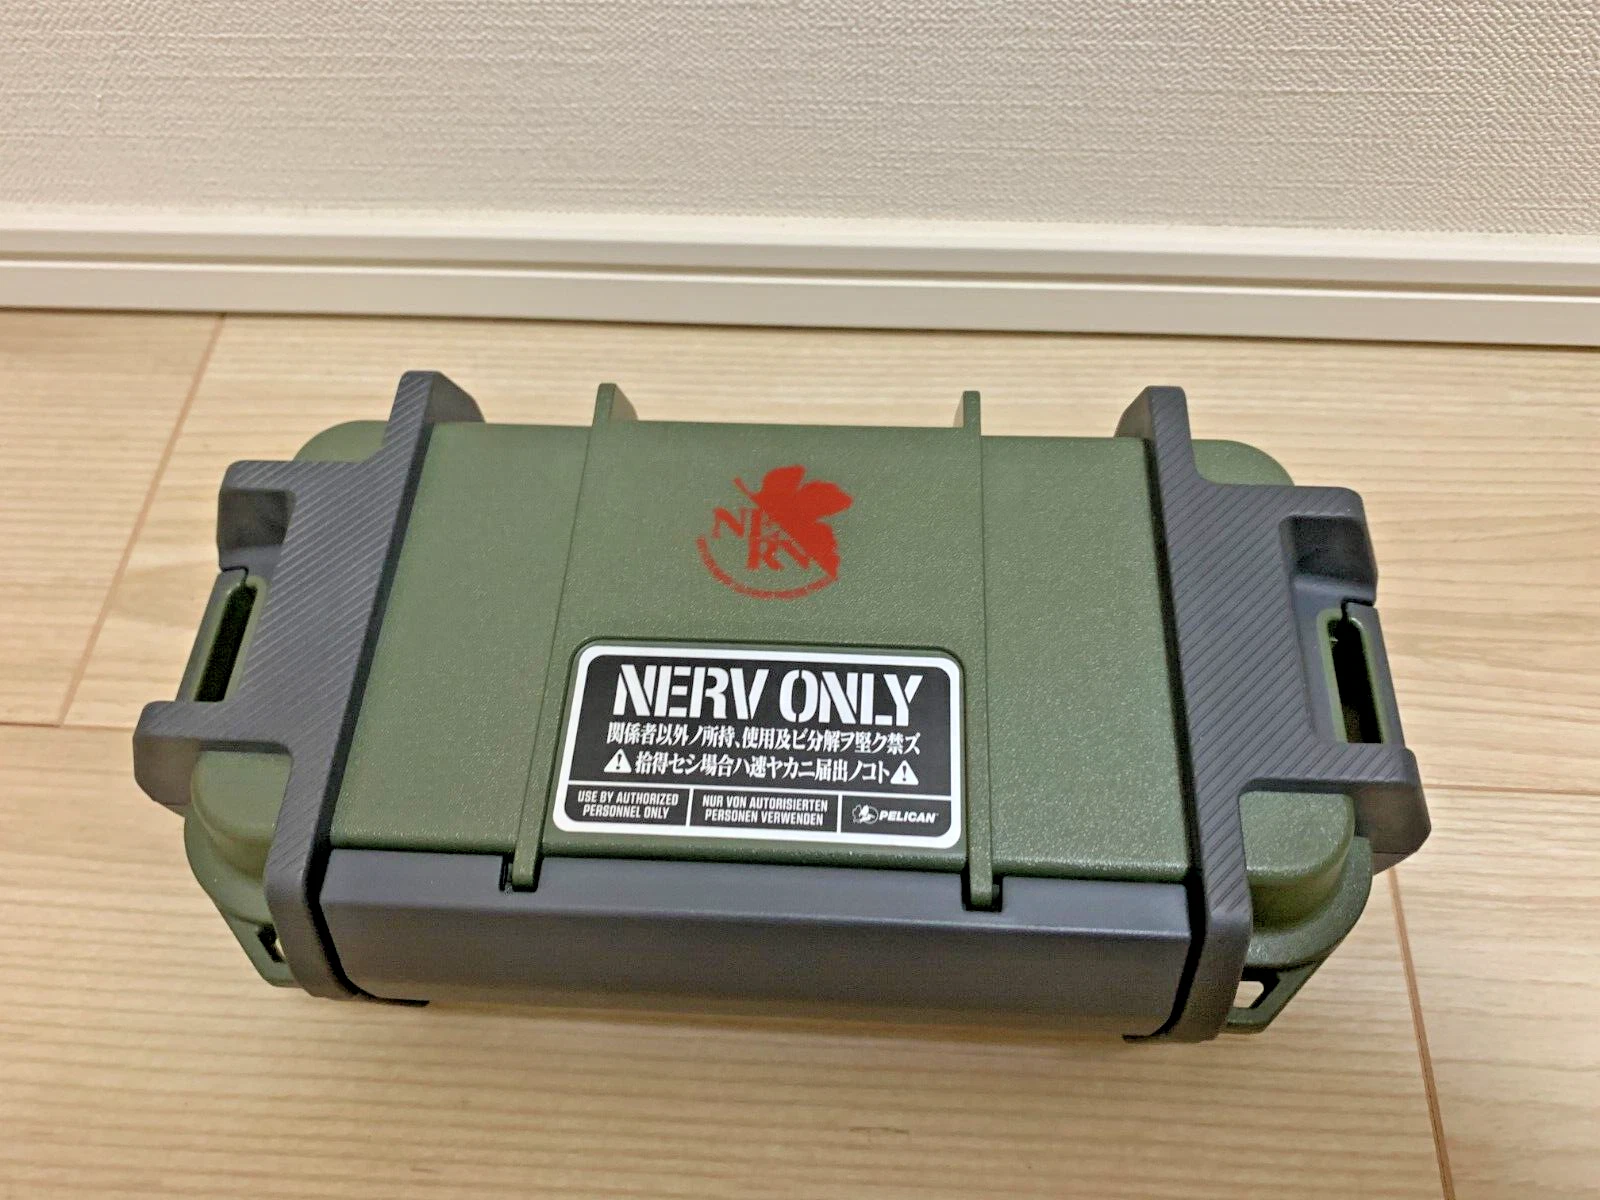 NERV
NERV ONLY
関係者以外ノ所持、使用及ビ分解ヲ堅ク禁ズ
拾得セシ場合ハ速ヤカニ届出ノコト
USE BY AUTHORIZED
PERSONNEL ONLY
NUR VON AUTORISIERTEN
PERSONEN VERWENDEN
PELICAN